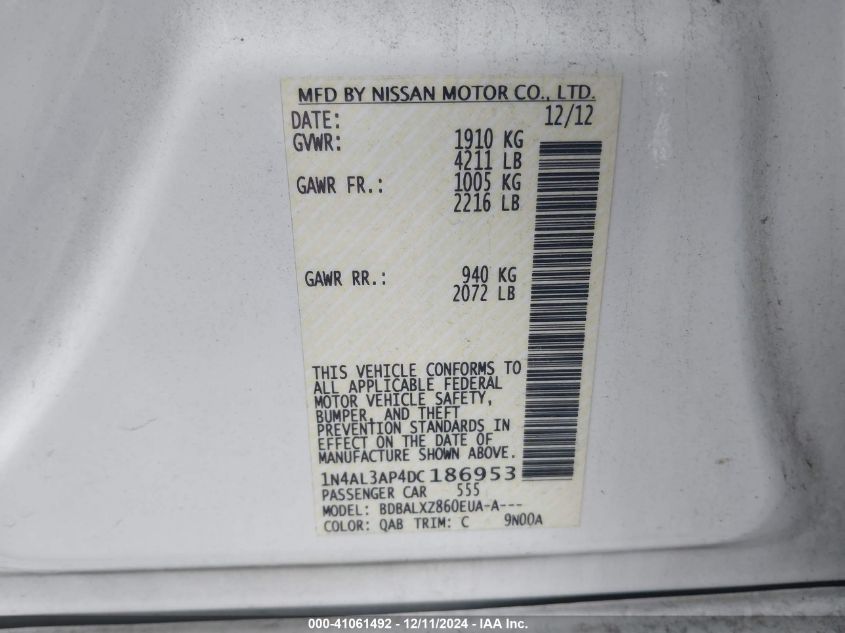 MFD BY NISSAN MOTOR CO., LTD.
DATE: 12/12
GVWR: 1910 KG
4211 LB
GAWR FR.: 1005 KG
2216 LB
GAWR RR.: 940 KG
2072 LB
THIS VEHICLE CONFORMS TO
ALL APPLICABLE FEDERAL
MOTOR VEHICLE SAFETY,
BUMPER, AND THEFT
PREVENTION STANDARDS IN
EFFECT ON THE DATE OF
MANUFACTURE SHOWN ABOVE.
1N4AL3AP4DC186953
PASSENGER CAR 555
MODEL: BDBALXZ860EUA-A---
COLOR: QAB TRIM: C 9N00A
000-41061492 - 12/11/2024 - IAA Inc.